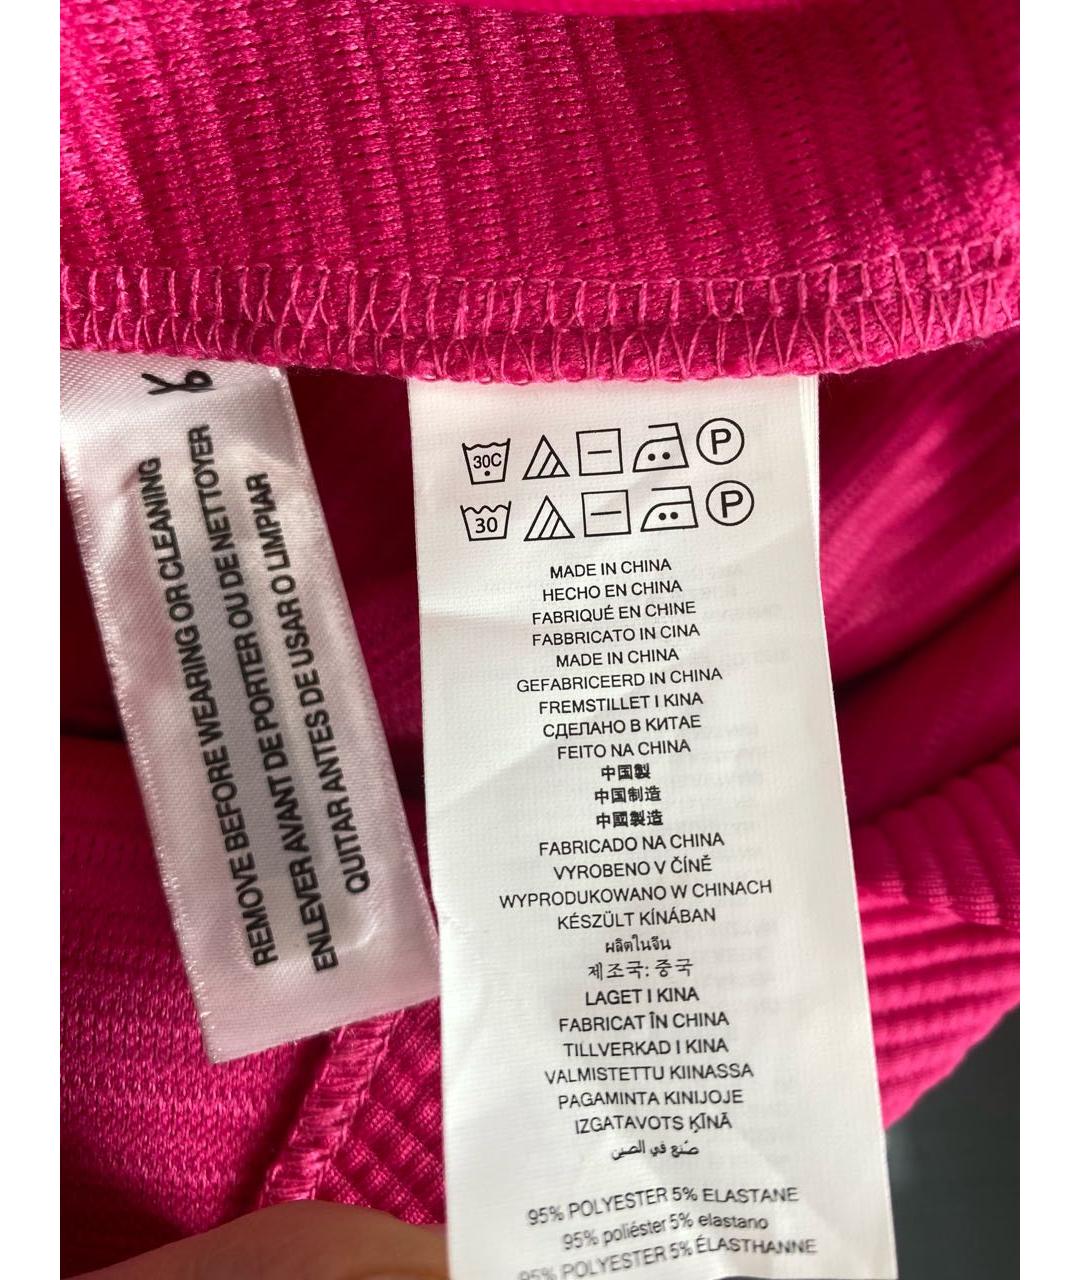 REMOVE BEFORE WEARING OR CLEANING
ENLEVER AVANT DE PORTER OU DE NETTOYER
QUITAR ANTES DE USAR O LIMPIAR
30C
P
30
P
MADE IN CHINA
HECHO EN CHINA
FABRIQUÉ EN CHINE
FABBRICATO IN CINA
MADE IN CHINA
GEFABRICEERD IN CHINA
FREMSTILLET I KINA
СДЕЛАНО В КИТАЕ
FEITO NA CHINA
中国製
中国制造
中國製造
FABRICADO NA CHINA
VYROBENO V ČÍNĚ
WYPRODUKOWANO W CHINACH
KÉSZÜLT KÍNÁBAN
ผลิตในจีน
제조국: 중국
LAGET I KINA
FABRICAT ÎN CHINA
TILLVERKAD I KINA
VALMISTETTU KIINASSA
PAGAMINTA KINIJOJE
IZGATAVOTS ĶĪNĀ
صنع في الصين
95% POLYESTER 5% ELASTANE
95% poliéster 5% elastano
95% POLYESTER 5% ÉLASTHANNE